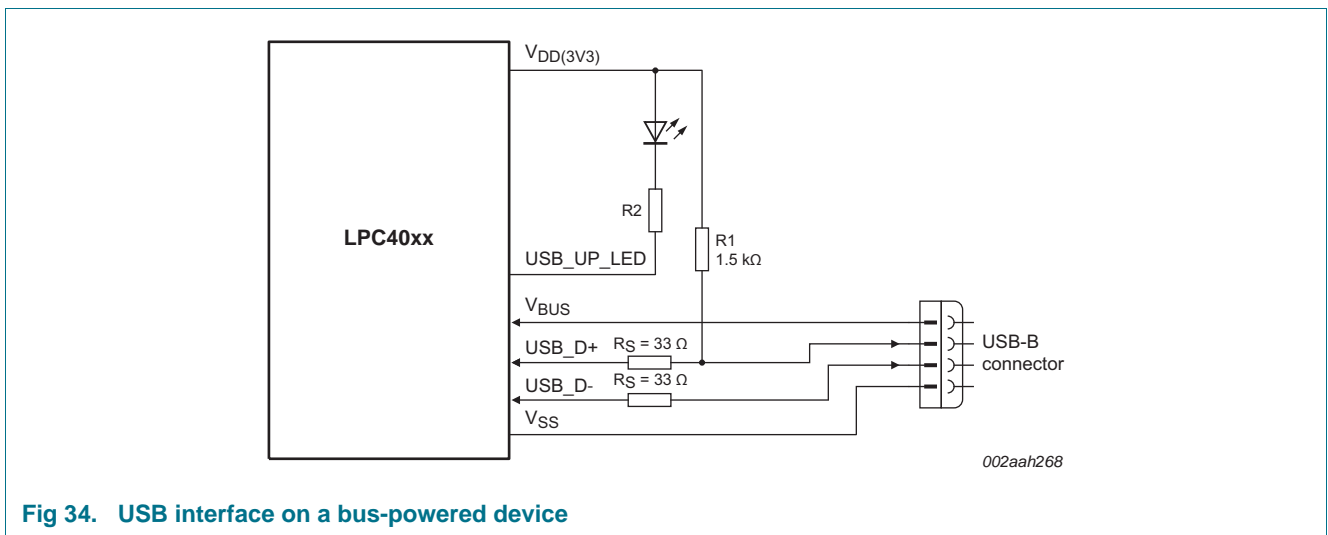 VDD(3V3)
R2
LPC40xx
R1
1.5 kΩ
USB_UP_LED
VBUS
USB_D+ RS = 33 Ω
USB-B
connector
USB_D- RS = 33 Ω
VSS
002aah268
Fig 34. USB interface on a bus-powered device